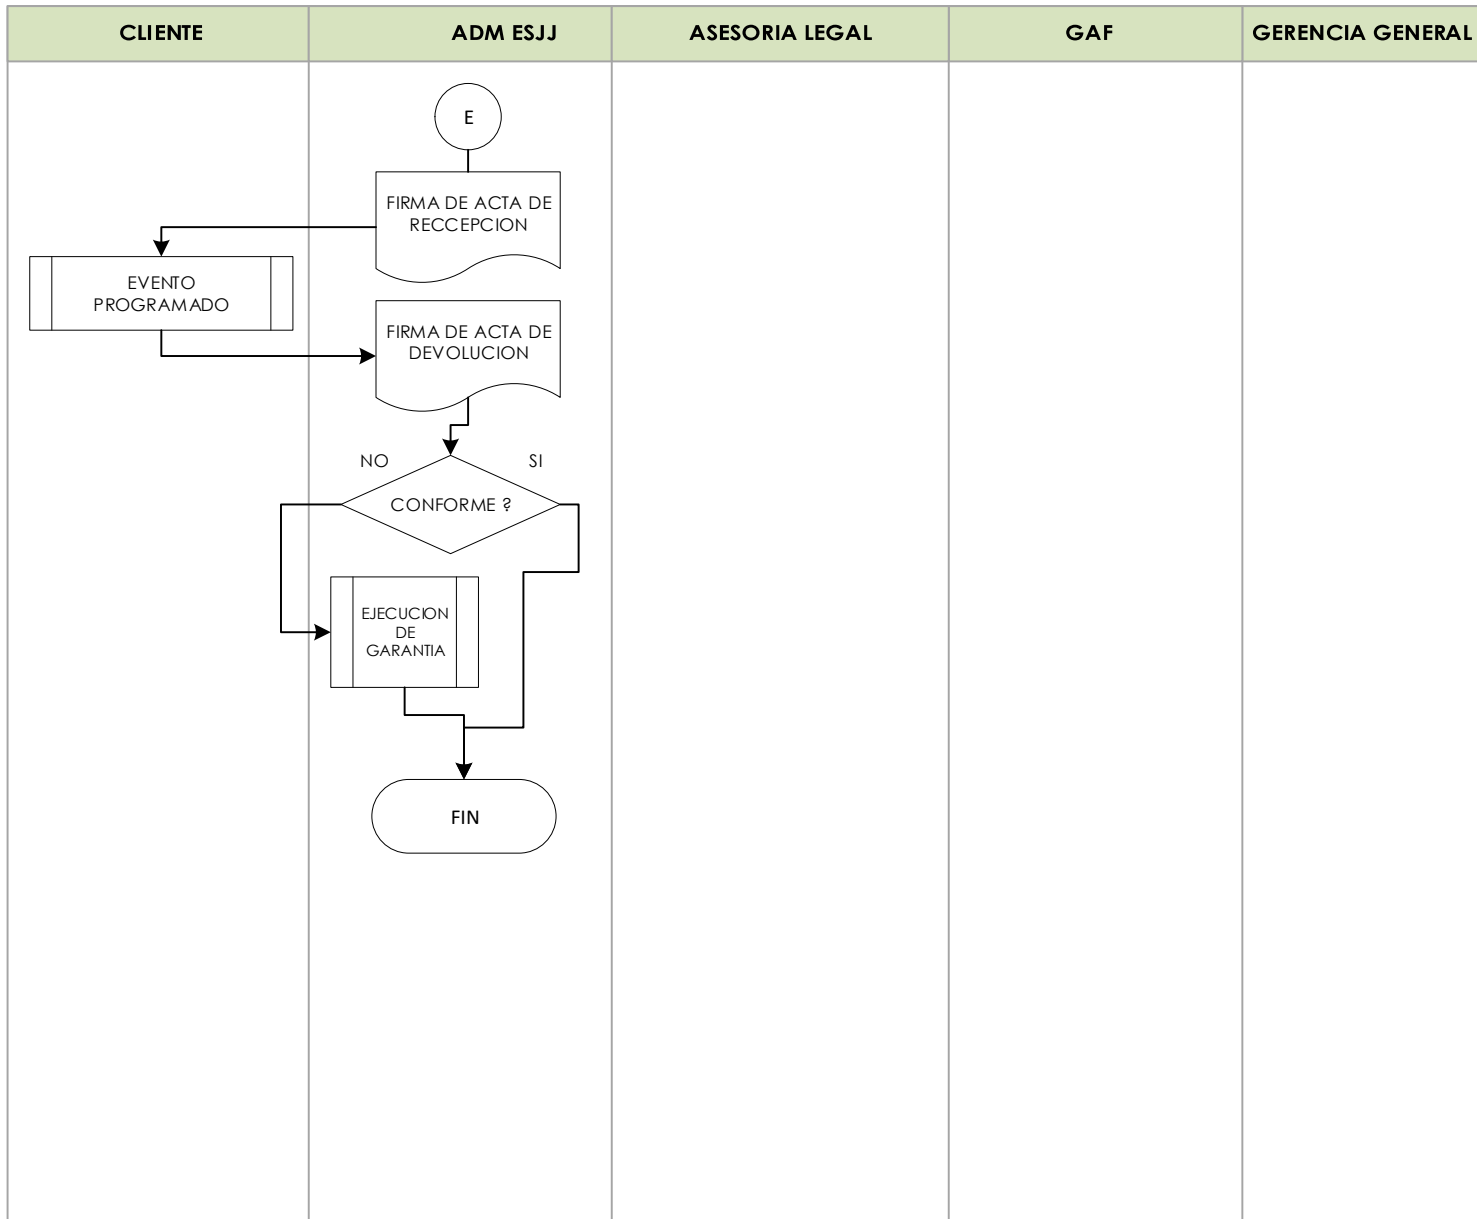 CLIENTE
ADM ESJJ
ASESORIA LEGAL
GAF
GERENCIA GENERAL
E
FIRMA DE ACTA DE
RECCEPCION
EVENTO
PROGRAMADO
FIRMA DE ACTA DE
DEVOLUCION
NO
SI
CONFORME ?
EJECUCION
DE
GARANTIA
FIN